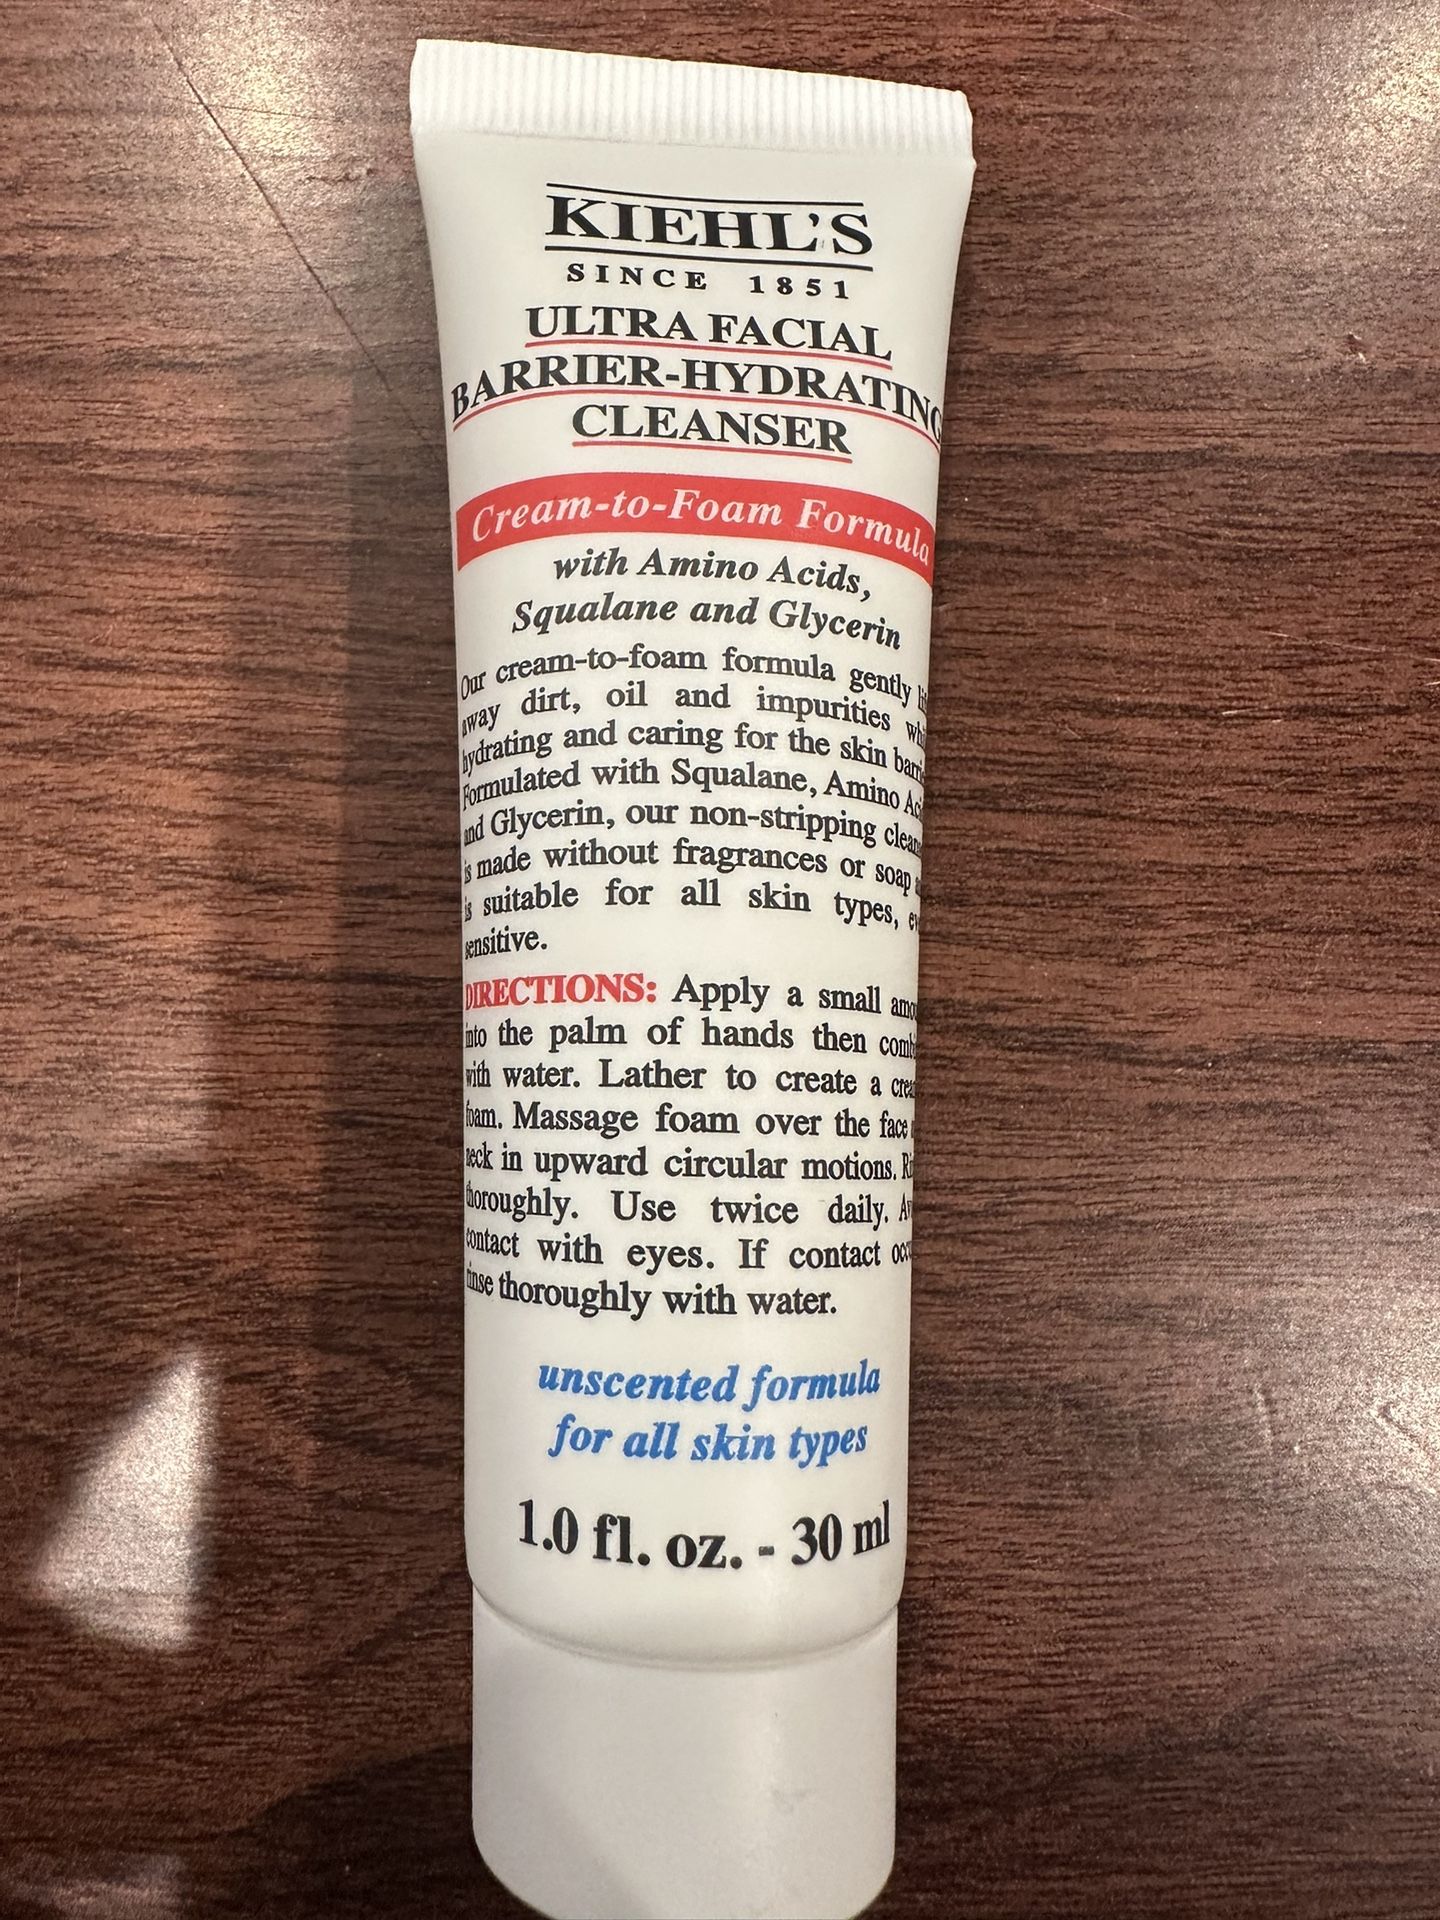 KIEHL'S
SINCE 1851
ULTRA FACIAL
BARRIER-HYDRATING
CLEANSER
Cream-to-Foam Formula
with Amino Acids,
Squalane and Glycerin
Our cream-to-foam formula gently
away dirt, oil and impurities
hydrating and caring for the skin
Formulated with Squalane, Amino
and Glycerin, our non-stripping
is made without fragrances or soap
is suitable for all skin types,
sensitive.
DIRECTIONS: Apply a small
into the palm of hands then
with water. Lather to create a
foam. Massage foam over the face
neck in upward circular motions.
thoroughly. Use twice daily.
contact with eyes. If contact
rinse thoroughly with water.
unscented formula
for all skin types
1.0 fl. oz. - 30 ml